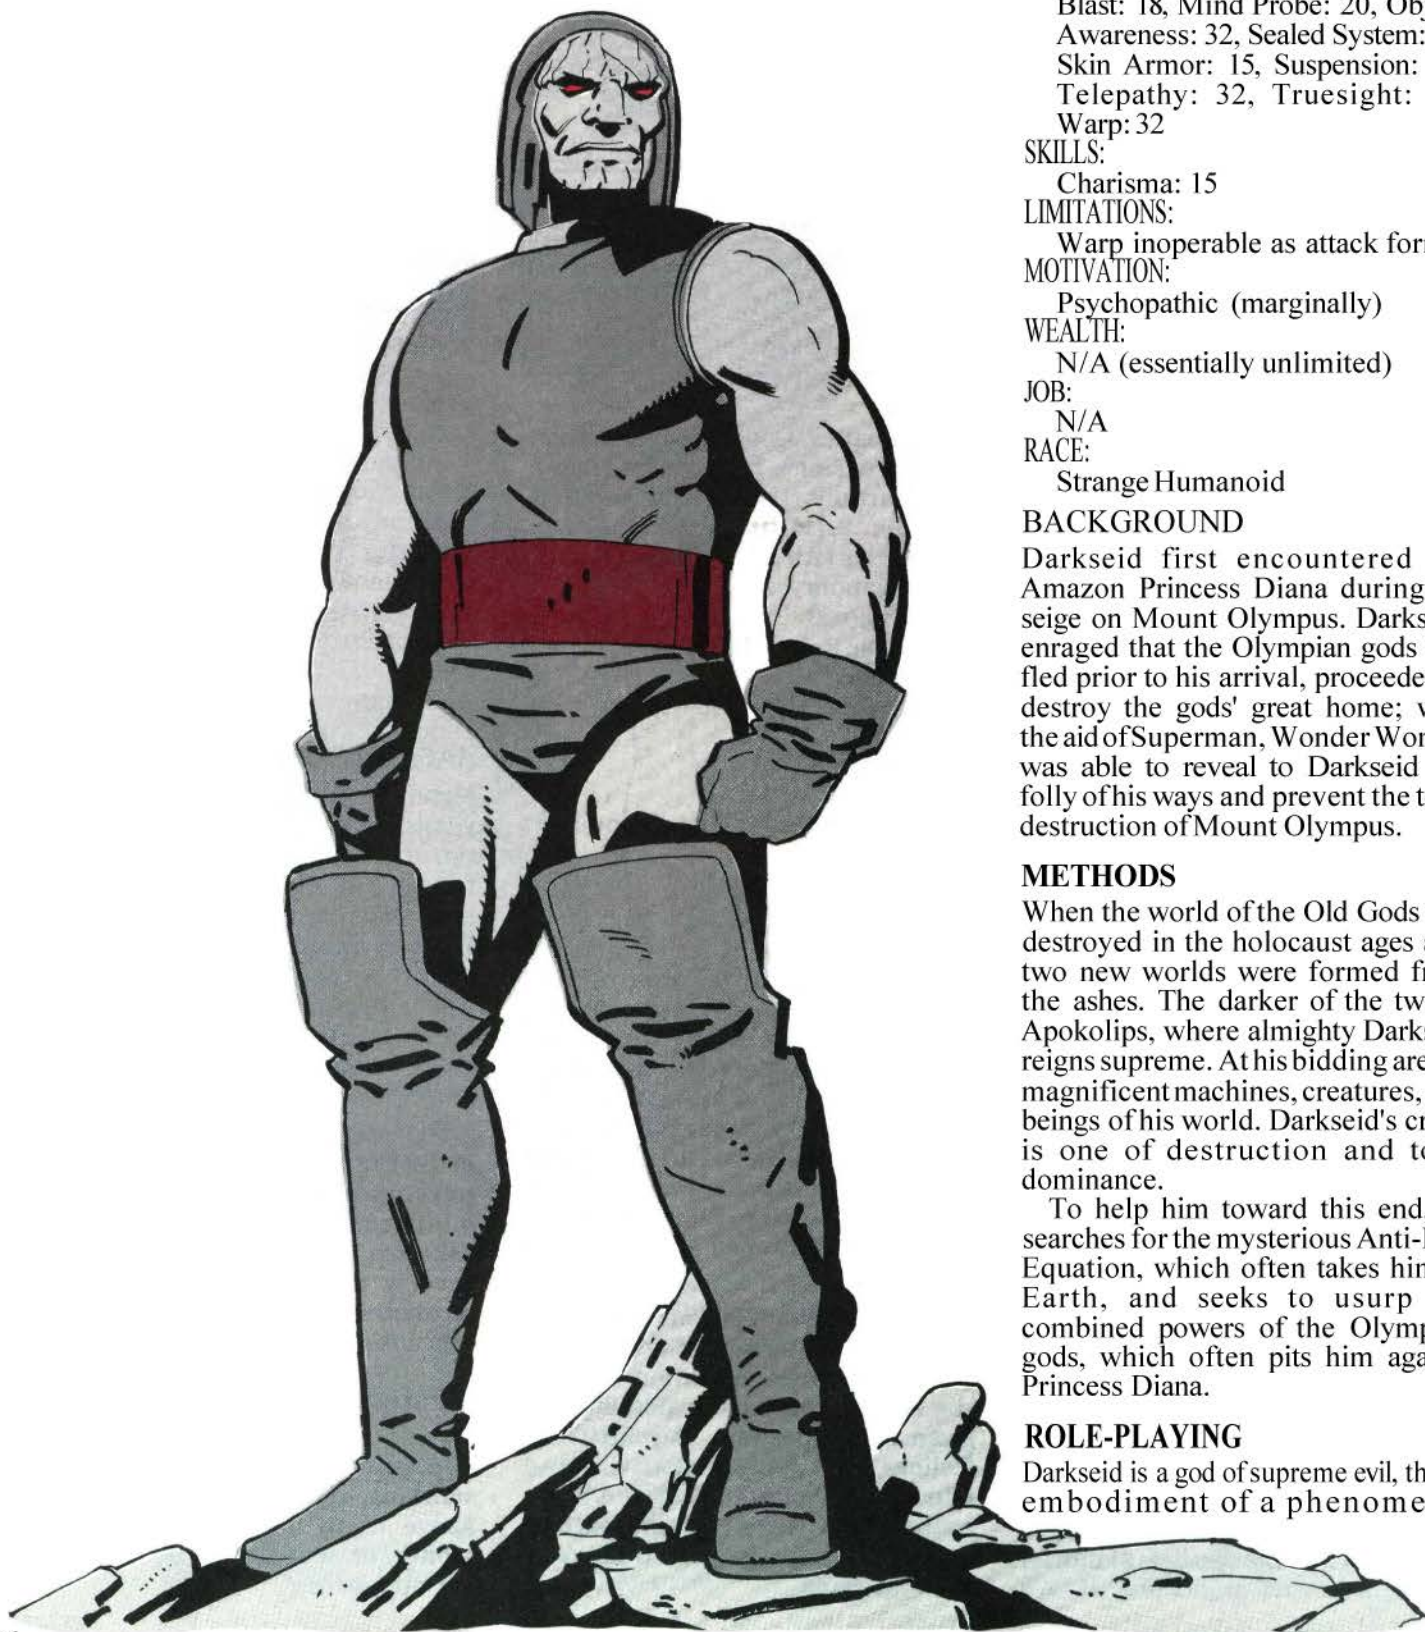 Blast: 18, Mind Probe: 20, Ob
Awareness: 32, Sealed System:
Skin Armor: 15, Suspension:
Telepathy: 32, Truesight:
Warp: 32
SKILLS:
Charisma: 15
LIMITATIONS:
Warp inoperable as attack for
MOTIVATION:
Psychopathic (marginally)
WEALTH:
N/A (essentially unlimited)
JOB:
N/A
RACE:
Strange Humanoid
BACKGROUND
Darkseid first encountered
Amazon Princess Diana during
seige on Mount Olympus. Darks
enraged that the Olympian gods
fled prior to his arrival, proceede
destroy the gods' great home; w
the aid of Superman, Wonder Wor
was able to reveal to Darkseid
folly of his ways and prevent the t
destruction of Mount Olympus.
METHODS
When the world of the Old Gods
destroyed in the holocaust ages
two new worlds were formed fr
the ashes. The darker of the tw
Apokolips, where almighty Darks
reigns supreme. At his bidding are
magnificent machines, creatures,
beings of his world. Darkseid's cr
is one of destruction and to
dominance.
To help him toward this end
searches for the mysterious Anti-
Equation, which often takes him
Earth, and seeks to usurp
combined powers of the Olymp
gods, which often pits him aga
Princess Diana.
ROLE-PLAYING
Darkseid is a god of supreme evil, th
embodiment of a phenome